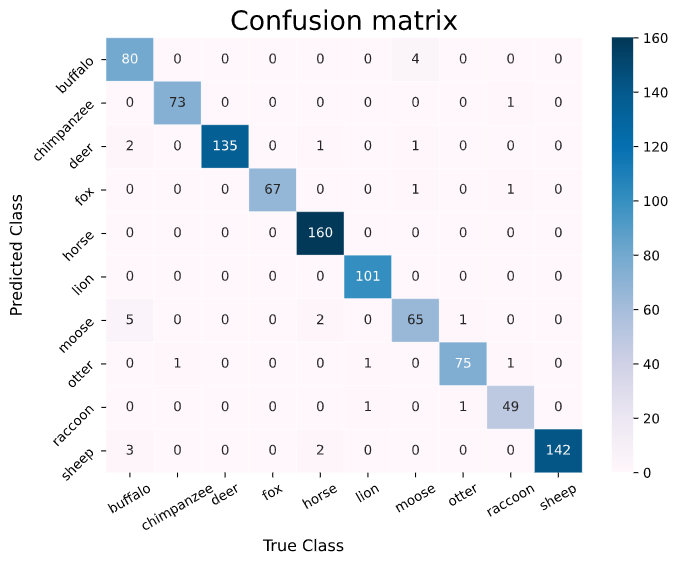 Confusion matrix
buffalo 80 0 0 0 0 0 4 0 0 0
chimpanzee 0 73 0 0 0 0 0 0 1 0
deer 2 0 135 0 1 0 1 0 0 0
fox 0 0 0 67 0 0 1 0 1 0
horse 0 0 0 0 160 0 0 0 0 0
lion 0 0 0 0 0 101 0 0 0 0
moose 5 0 0 0 2 0 65 1 0 0
otter 0 1 0 0 0 1 0 75 1 0
raccoon 0 0 0 0 0 1 0 1 49 0
sheep 3 0 0 0 2 0 0 0 0 142
buffalo chimpanzee deer fox horse lion moose otter raccoon sheep
True Class
Predicted Class
160
140
120
100
80
60
40
20
0